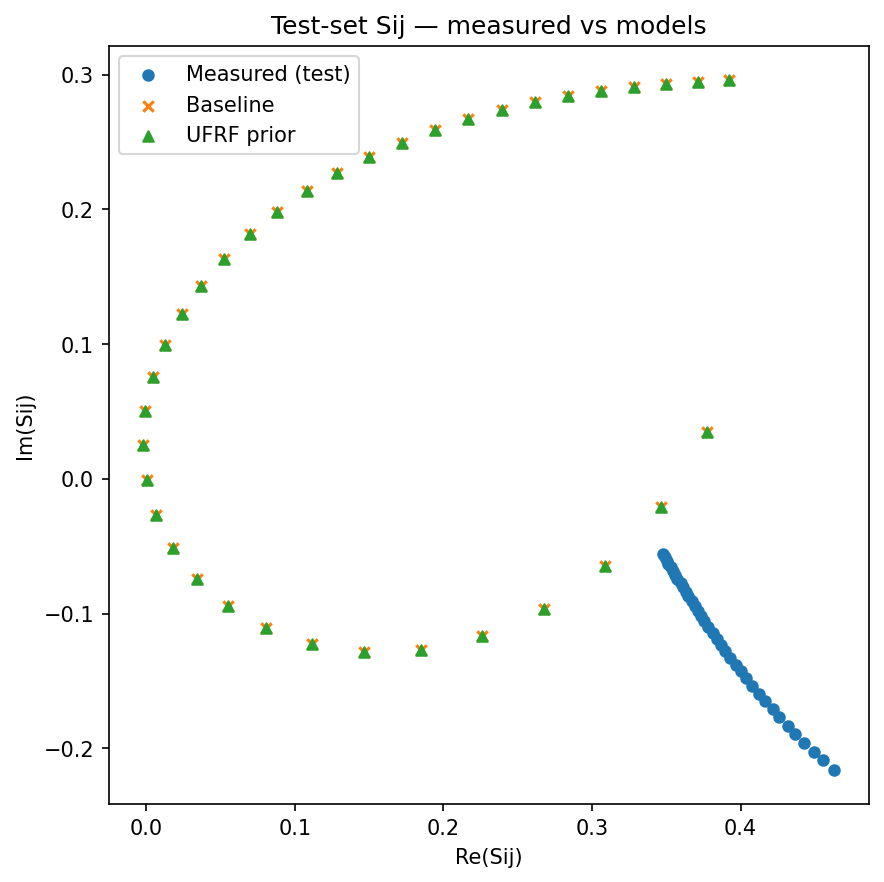 Test-set Sij — measured vs models
Measured (test)
Baseline
UFRF prior
0.3
0.2
0.1
0.0
−0.1
−0.2
Im(Sij)
0.0 0.1 0.2 0.3 0.4
Re(Sij)